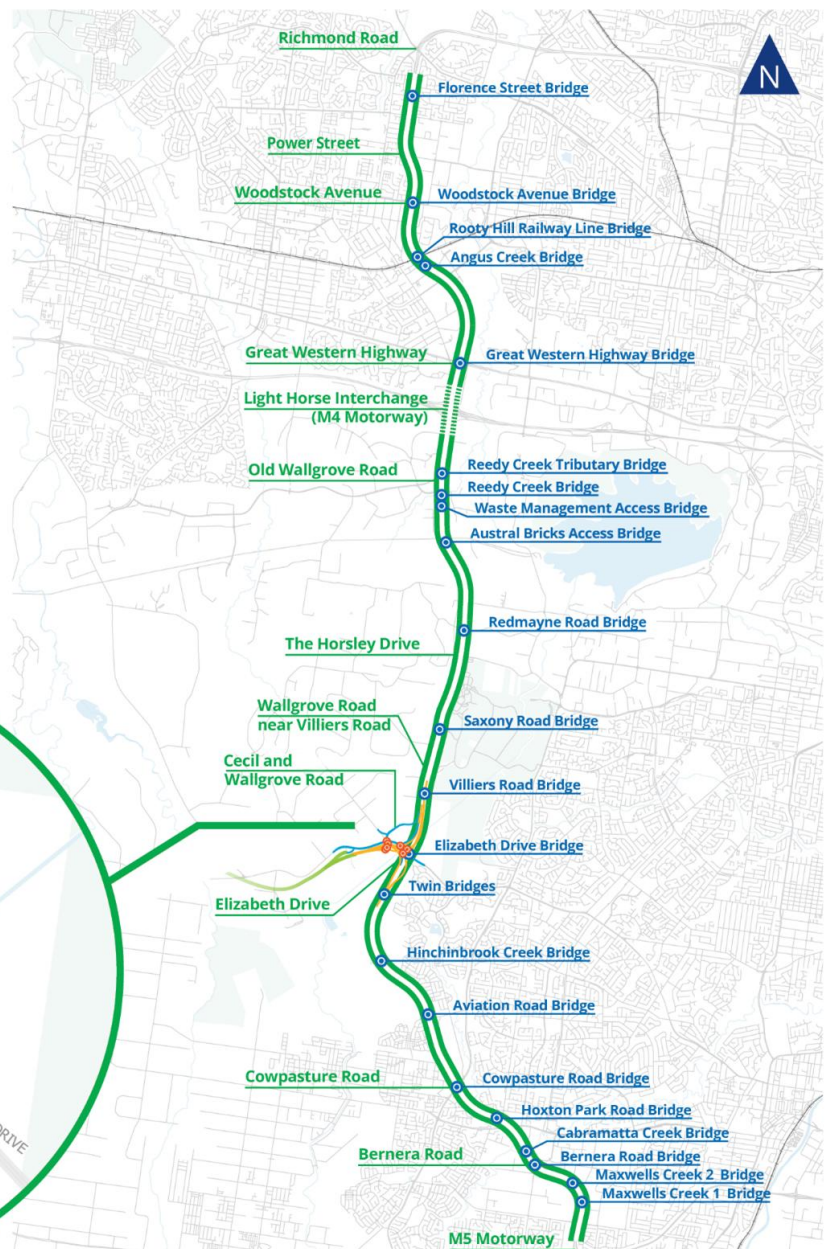 Richmond Road
N
Florence Street Bridge
Power Street
Woodstock Avenue
Woodstock Avenue Bridge
Rooty Hill Railway Line Bridge
Angus Creek Bridge
Great Western Highway
Great Western Highway Bridge
Light Horse Interchange
(M4 Motorway)
Old Wallgrove Road
Reedy Creek Tributary Bridge
Reedy Creek Bridge
Waste Management Access Bridge
Austral Bricks Access Bridge
Redmayne Road Bridge
The Horsley Drive
Wallgrove Road
near Villiers Road
Saxony Road Bridge
Cecil and
Wallgrove Road
Villiers Road Bridge
Elizabeth Drive Bridge
Twin Bridges
Elizabeth Drive
Hinchinbrook Creek Bridge
Aviation Road Bridge
Cowpasture Road
Cowpasture Road Bridge
Hoxton Park Road Bridge
Cabramatta Creek Bridge
Bernera Road
Bernera Road Bridge
Maxwells Creek 2 Bridge
Maxwells Creek 1 Bridge
M5 Motorway
DRIVE